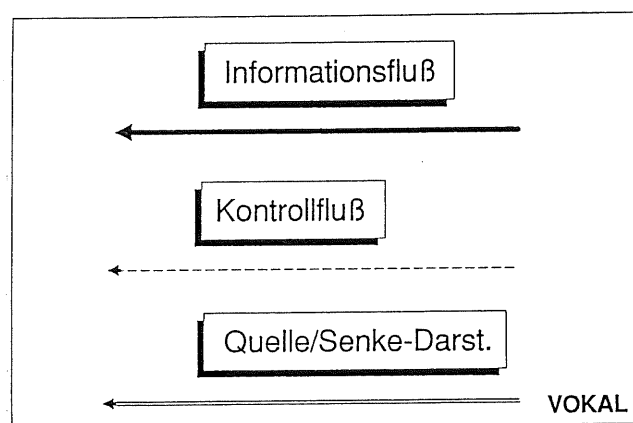 Informationsfluß
Kontrollfluß
Quelle/Senke-Darst.
VOKAL